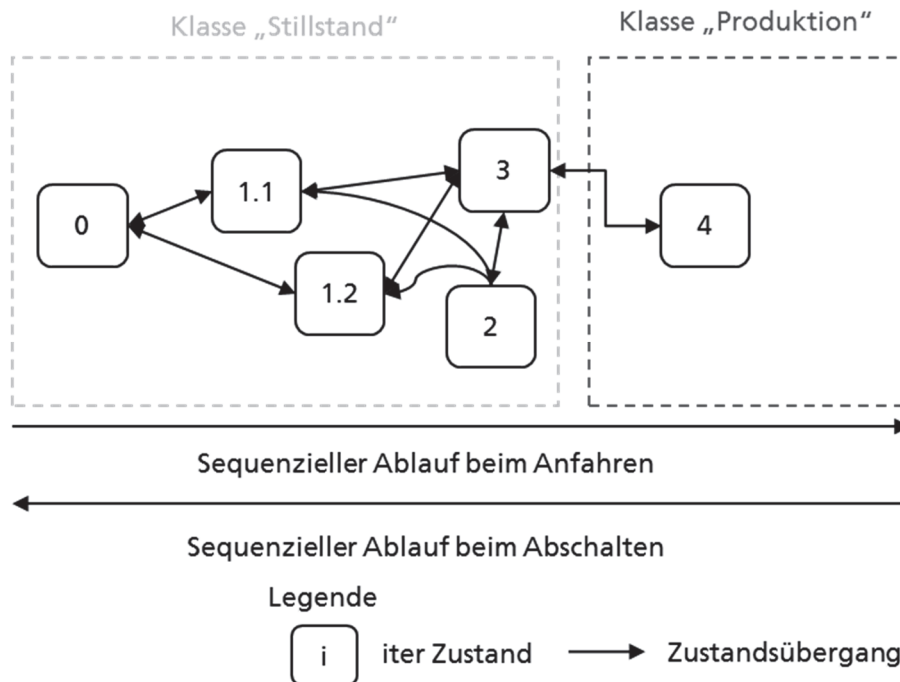 Klasse „Stillstand“
Klasse „Produktion“
0
1.1
1.2
3
2
4
Sequenzieller Ablauf beim Anfahren
Sequenzieller Ablauf beim Abschalten
Legende
i
iter Zustand
Zustandsübergang